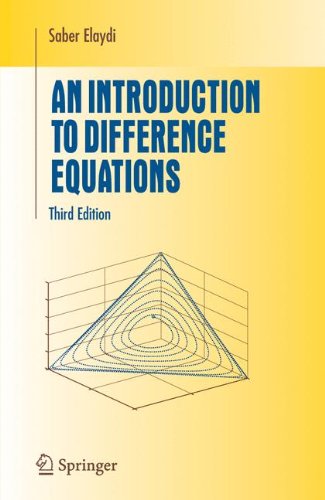 Saber Elaydi
AN INTRODUCTION
TO DIFFERENCE
EQUATIONS
Third Edition
Springer